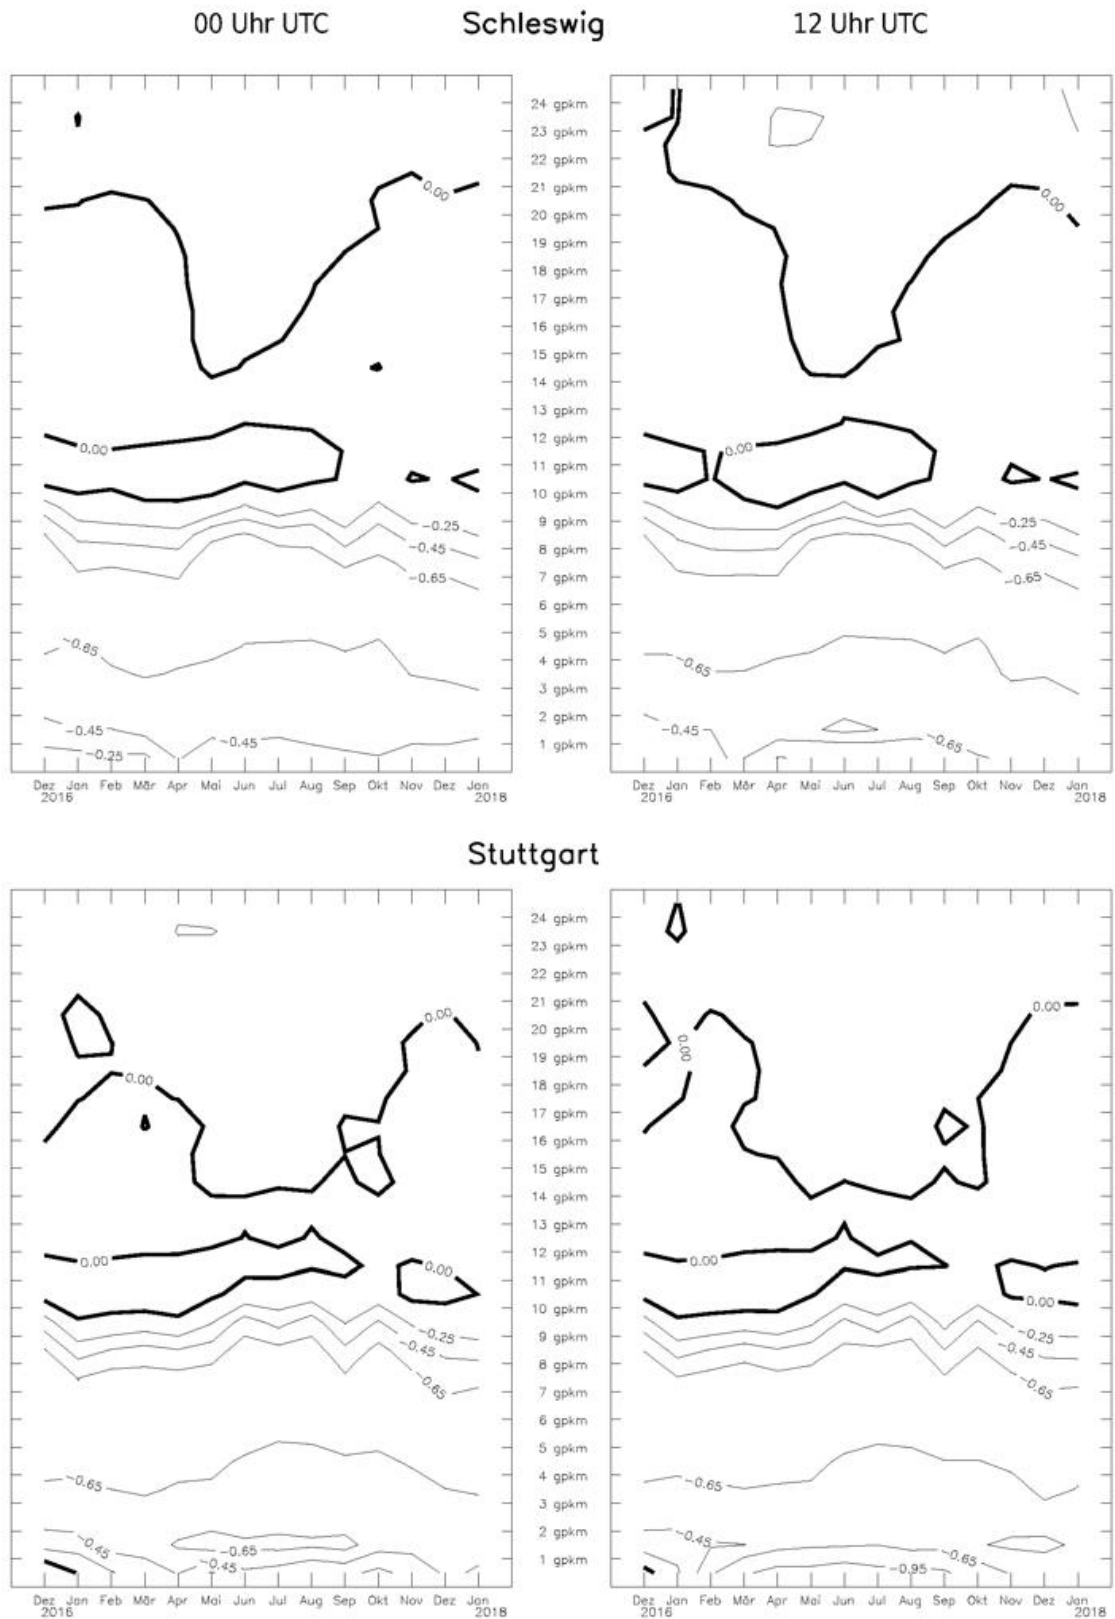 00 Uhr UTC Schleswig 12 Uhr UTC
24 gpkm
23 gpkm
22 gpkm
0.00 21 gpkm 0.00
20 gpkm
19 gpkm
18 gpkm
17 gpkm
16 gpkm
15 gpkm
14 gpkm
13 gpkm
0.00 12 gpkm 0.00
11 gpkm
10 gpkm
-0.25 9 gpkm -0.25
-0.45 8 gpkm -0.45
-0.65 7 gpkm -0.65
6 gpkm
5 gpkm
-0.65 4 gpkm -0.65
3 gpkm
2 gpkm
-0.45 -0.45 1 gpkm -0.45 -0.65
-0.25
Dez Jan Feb Mär Apr Mai Jun Jul Aug Sep Okt Nov Dez Jan Dez Jan Feb Mär Apr Mai Jun Jul Aug Sep Okt Nov Dez Jan
2016 2018 2016 2018
Stuttgart
24 gpkm
23 gpkm
22 gpkm
21 gpkm 0.00
0.00 20 gpkm
19 gpkm 0.00
0.00 18 gpkm
17 gpkm
16 gpkm
15 gpkm
14 gpkm
13 gpkm
0.00 0.00 12 gpkm 0.00
11 gpkm
10 gpkm 0.00
-0.25 9 gpkm -0.25
-0.45 8 gpkm -0.45
-0.65 7 gpkm -0.65
6 gpkm
5 gpkm
-0.65 4 gpkm -0.65
3 gpkm
2 gpkm
-0.45 -0.65 -0.45 1 gpkm -0.45 -0.65 -0.95
Dez Jan Feb Mär Apr Mai Jun Jul Aug Sep Okt Nov Dez Jan Dez Jan Feb Mär Apr Mai Jun Jul Aug Sep Okt Nov Dez Jan
2016 2018 2016 2018